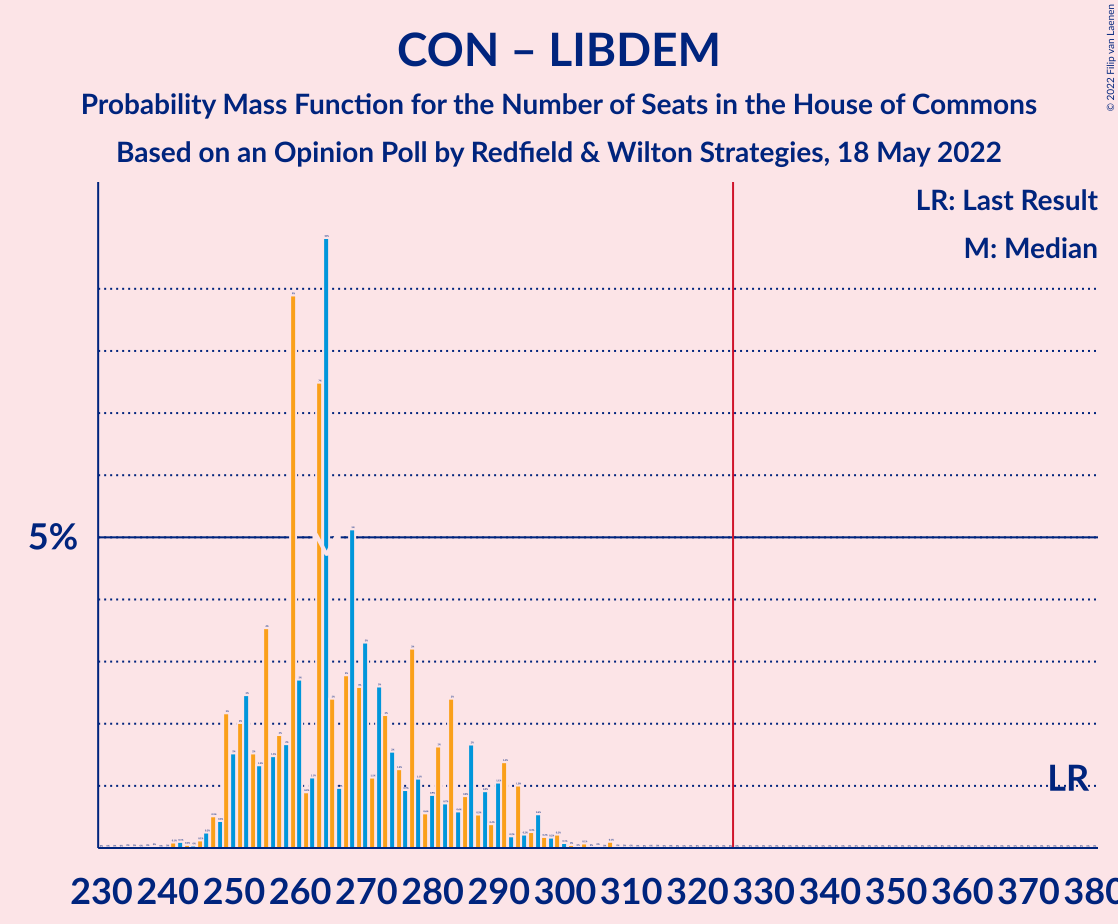 CON – LIBDEM
Probability Mass Function for the Number of Seats in the House of Commons
Based on an Opinion Poll by Redfield & Wilton Strategies, 18 May 2022
© 2022 Filip van Laenen
LR: Last Result
M: Median
5%
LR
230 240 250 260 270 280 290 300 310 320 330 340 350 360 370 380